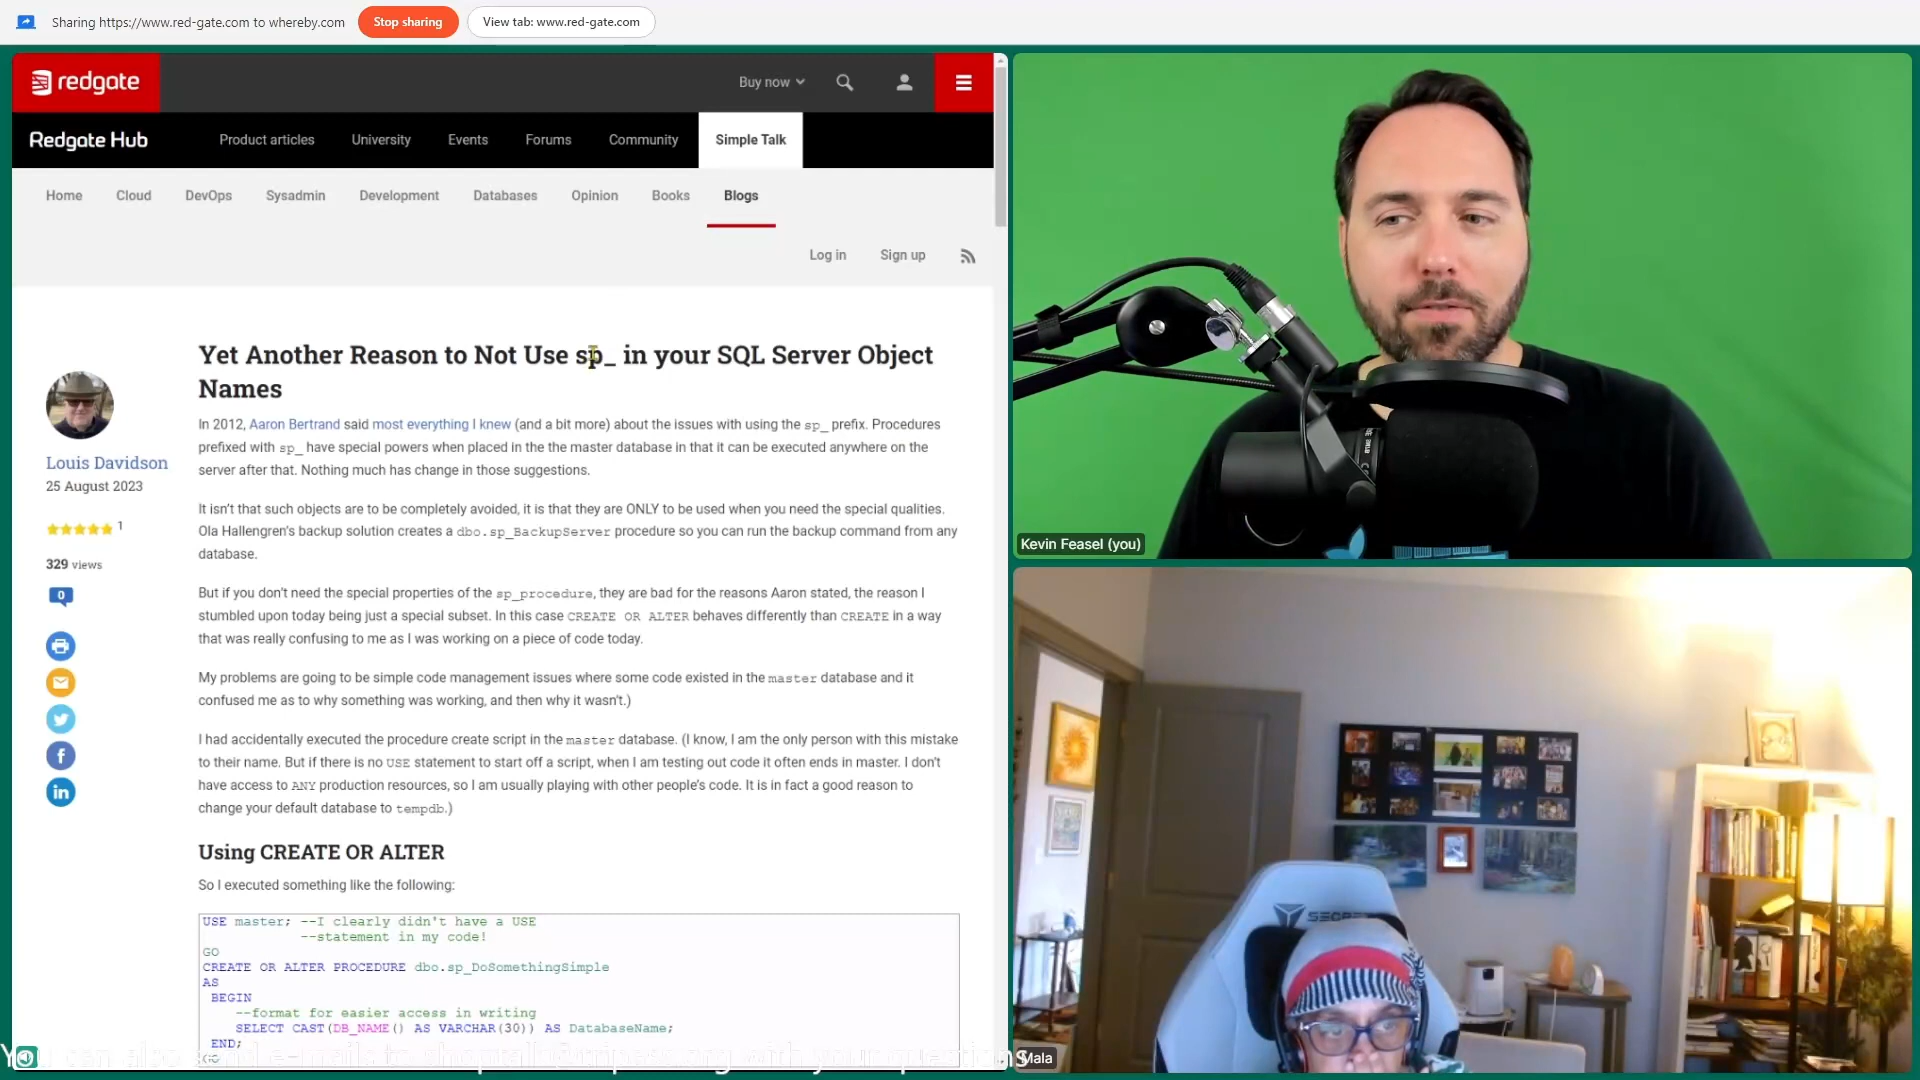 Sharing https://www.red-gate.com to whereby.com
Stop sharing
View tab: www.red-gate.com
redgate
Buy now
Redgate Hub
Product articles
University
Events
Forums
Community
Simple Talk
Home
Cloud
DevOps
Sysadmin
Development
Databases
Opinion
Books
Blogs
Log in
Sign up
Yet Another Reason to Not Use sp_ in your SQL Server Object
Names
Louis Davidson
25 August 2023
1
329 views
0
In 2012, Aaron Bertrand said most everything I knew (and a bit more) about the issues with using the sp_ prefix. Procedures
prefixed with sp_ have special powers when placed in the the master database in that it can be executed anywhere on the
server after that. Nothing much has change in those suggestions.
It isn't that such objects are to be completely avoided, it is that they are ONLY to be used when you need the special qualities.
Ola Hallengren's backup solution creates a dbo.sp_BackupServer procedure so you can run the backup command from any
database.
But if you don't need the special properties of the sp_procedure, they are bad for the reasons Aaron stated, the reason I
stumbled upon today being just a special subset. In this case CREATE OR ALTER behaves differently than CREATE in a way
that was really confusing to me as I was working on a piece of code today.
My problems are going to be simple code management issues where some code existed in the master database and it
confused me as to why something was working, and then why it wasn't.)
I had accidentally executed the procedure create script in the master database. (I know, I am the only person with this mistake
to their name. But if there is no USE statement to start off a script, when I am testing out code it often ends in master. I don't
have access to ANY production resources, so I am usually playing with other people's code. It is in fact a good reason to
change your default database to tempdb.)
Using CREATE OR ALTER
So I executed something like the following:
USE master; --I clearly didn't have a USE
--statement in my code!
GO
CREATE OR ALTER PROCEDURE dbo.sp_DoSomethingSimple
AS
BEGIN
--format for easier access in writing
SELECT CAST(DB_NAME() AS VARCHAR(30)) AS DatabaseName;
END;
GO
You can also send e-mails to shoptalk@tripass.org with your questions
Kevin Feasel (you)
Mala